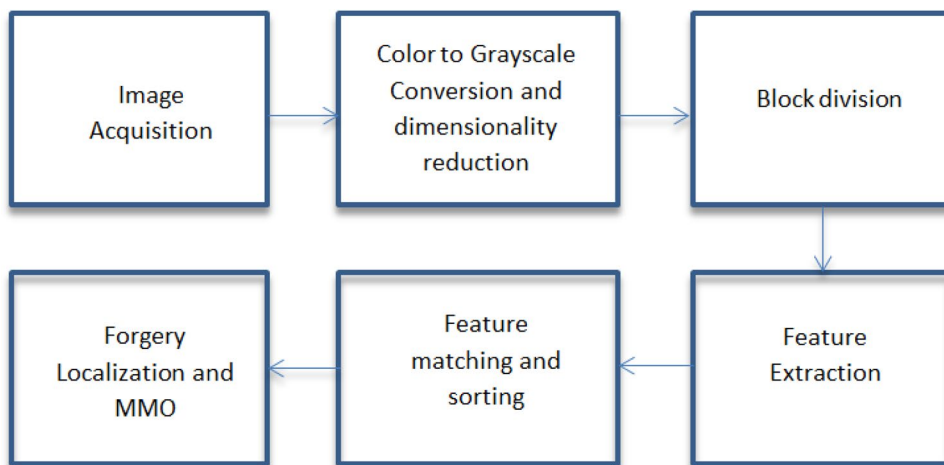 Image
Acquisition
Color to Grayscale
Conversion and
dimensionality
reduction
Block division
Feature
Extraction
Feature
matching and
sorting
Forgery
Localization and
MMO